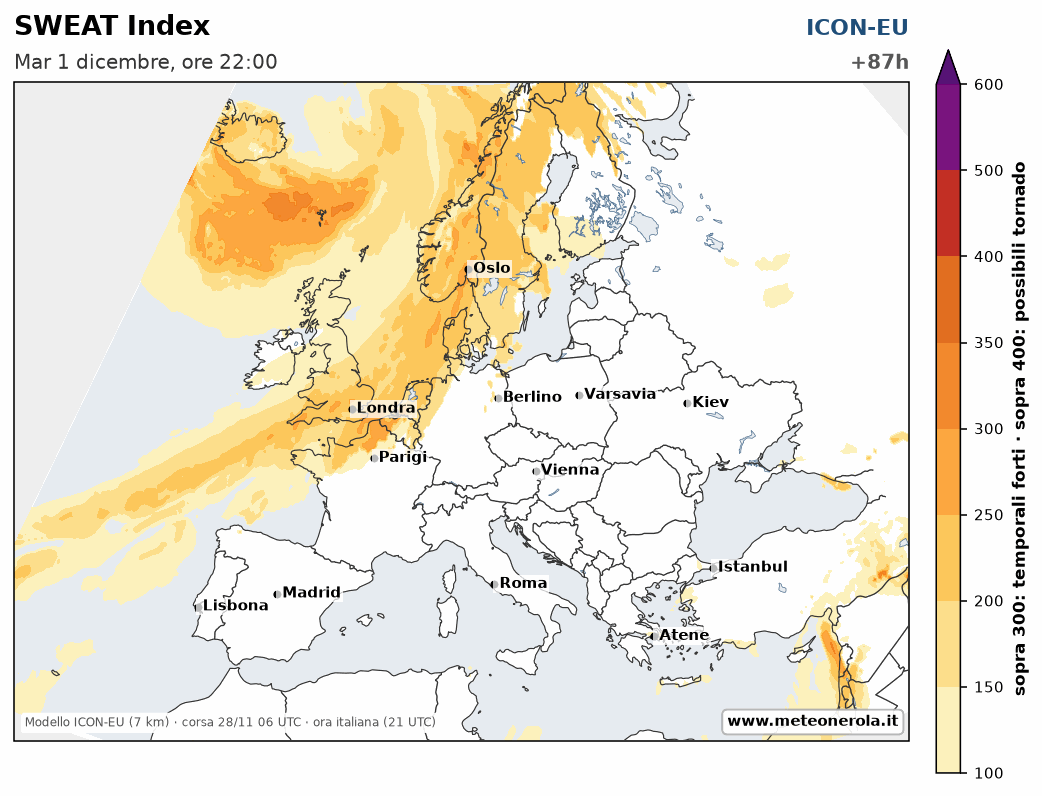 SWEAT Index
ICON-EU
Mar 1 dicembre, ore 22:00
+87h
600
500
400
350
300
250
200
150
100
sopra 300: temporali forti · sopra 400: possibili tornado
Oslo
Londra
Berlino
Varsavia
Kiev
Parigi
Vienna
Istanbul
Roma
Madrid
Lisbona
Atene
Modello ICON-EU (7 km) · corsa 28/11 06 UTC · ora italiana (21 UTC)
www.meteonerola.it